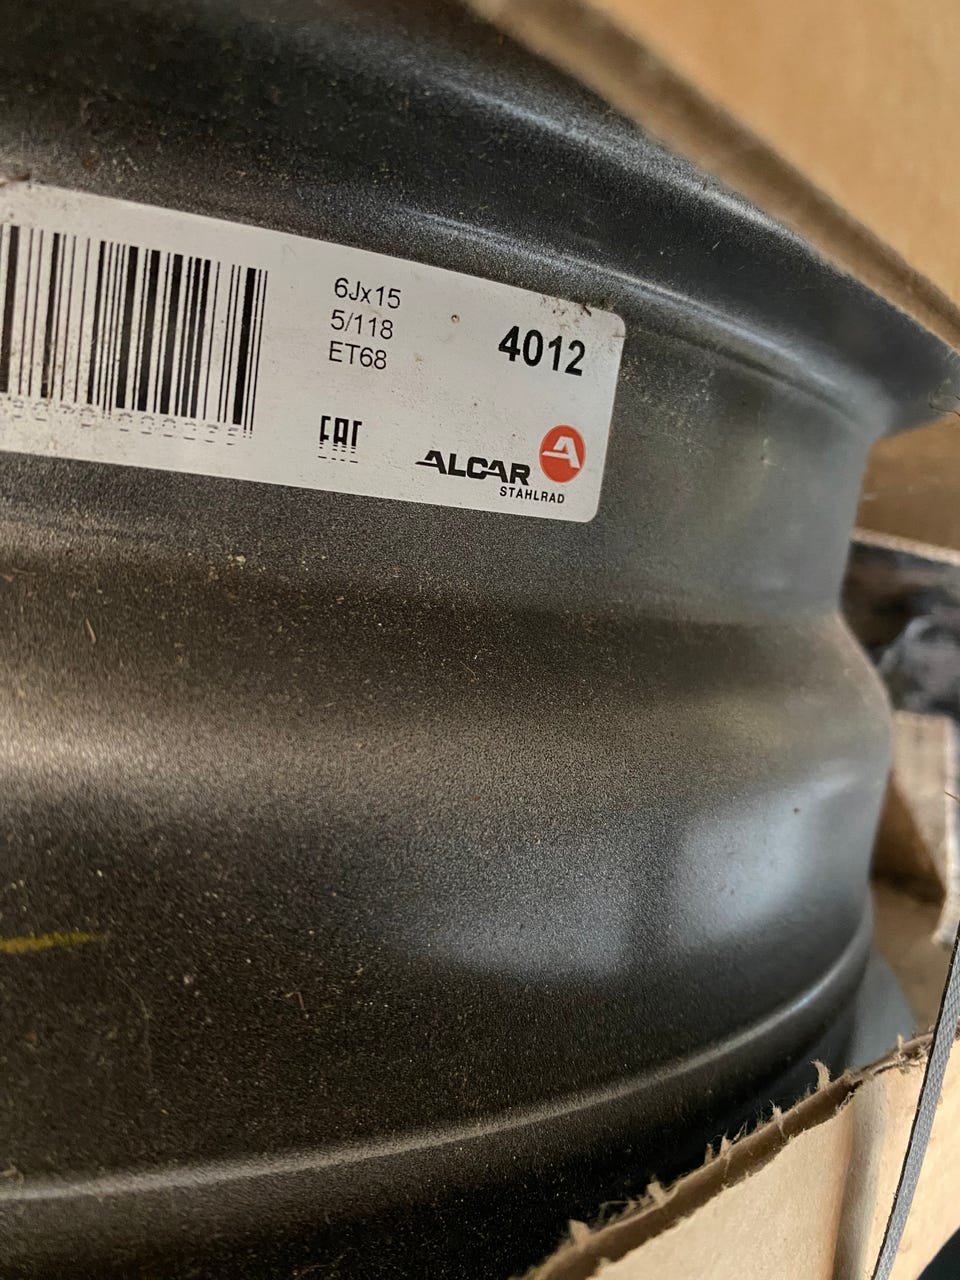 6Jx15
5/118
ET68
4012
EAC
ALCAR
STAHLRAD